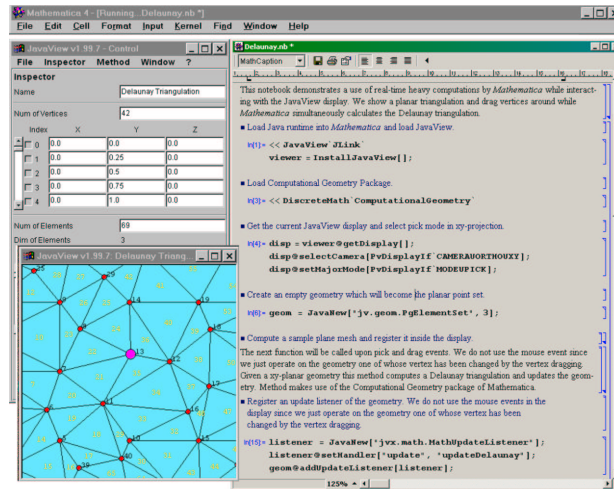 Mathematica 4 - [Running...Delaunay.nb *]
File Edit Cell Format Input Kernel Find Window Help
JavaView v1.99.7 - Control
File Inspector Method Window ?
Inspector
Name Delaunay Triangulation
Num of Vertices 42
Index X Y Z
0 0.0 0.0 0.0
1 0.0 0.25 0.0
2 0.0 0.5 0.0
3 0.0 0.75 0.0
4 0.0 1.0 0.0
Num of Elements 69
Dim of Elements 3
JavaView v1.99.7: Delaunay Triang...
29
14
19
13
12
7
11
16
10
15
40
39
Delaunay.nb *
MathCaption
This notebook demonstrates a use of real-time heavy computations by Mathematica while interact-
ing with the JavaView display. We show a planar triangulation and drag vertices around while
Mathematica simultaneously calculates the Delaunay triangulation.
■ Load Java runtime into Mathematica and load JavaView.
In[1]:= << JavaView`JLink`
viewer = InstallJavaView[];
■ Load Computational Geometry Package.
In[3]:= << DiscreteMath`ComputationalGeometry`
■ Get the current JavaView display and select pick mode in xy-projection.
In[4]:= disp = viewer@getDisplay[];
disp@selectCamera[PvDisplayIf`CAMERAUORTHOUXY];
disp@setMajorMode[PvDisplayIf`MODEUPICK];
■ Create an empty geometry which will become the planar point set.
In[6]:= geom = JavaNew["jv.geom.PgElementSet", 3];
■ Compute a sample plane mesh and register it inside the display.
The next function will be called upon pick and drag events. We do not use the mouse event since
we just operate on the geometry one of whose vertex has been changed by the vertex dragging.
Given a xy-planar geometry this method computes a Delaunay triangulation and updates the geom-
etry. Method makes use of the Computational Geometry package of Mathematica.
■ Register an update listener of the geometry. We do not use the mouse events in the
display since we just operate on the geometry one of whose vertex has been
changed by the vertex dragging.
In[15]:= listener = JavaNew["jvx.math.MathUpdateListener"];
listener@setHandler["update", "updateDelaunay"];
geom@addUpdateListener[listener];
125%